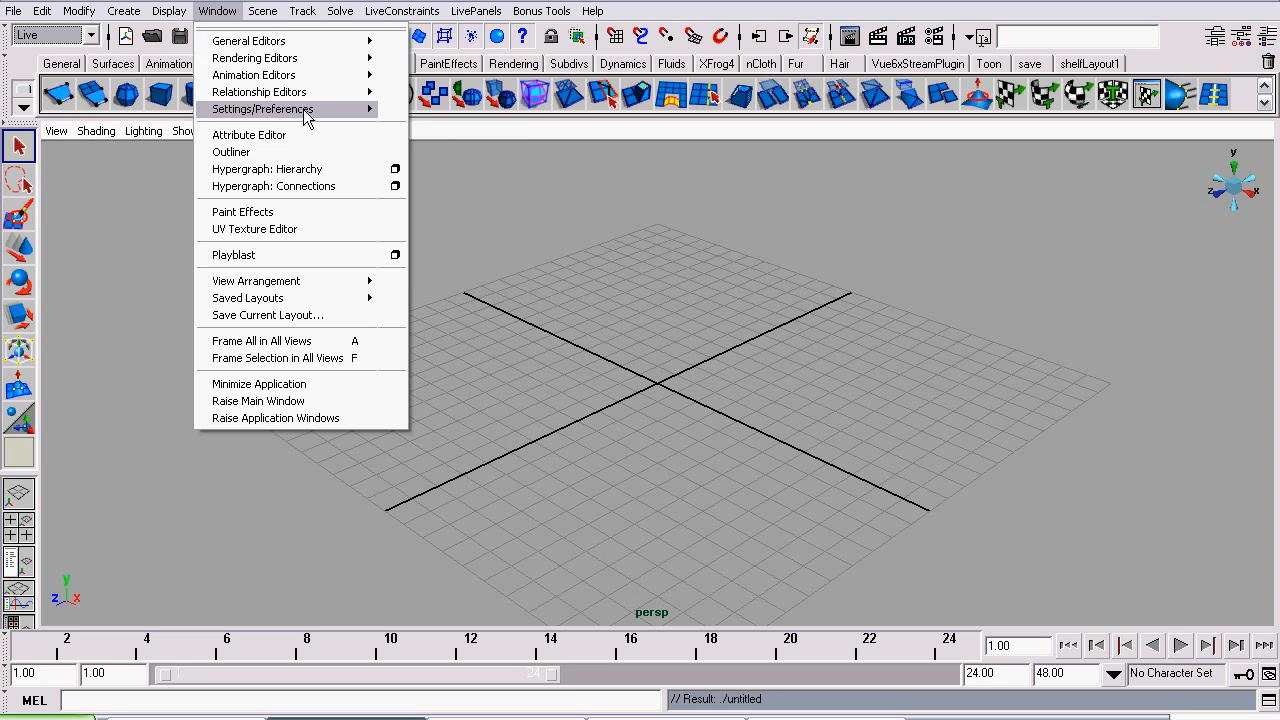 File Edit Modify Create Display Window Scene Track Solve LiveConstraints LivePanels Bonus Tools Help
Live
General Surfaces Animation PaintEffects Rendering Subdivs Dynamics Fluids XFrog4 nCloth Fur Hair Vue6xStreamPlugin Toon save shelfLayout1
View Shading Lighting Show
General Editors
Rendering Editors
Animation Editors
Relationship Editors
Settings/Preferences
Attribute Editor
Outliner
Hypergraph: Hierarchy
Hypergraph: Connections
Paint Effects
UV Texture Editor
Playblast
View Arrangement
Saved Layouts
Save Current Layout...
Frame All in All Views A
Frame Selection in All Views F
Minimize Application
Raise Main Window
Raise Application Windows
y
z x
y
z x
persp
2 4 6 8 10 12 14 16 18 20 22 24 1.00
1.00 1.00 1 24 24.00 48.00 No Character Set
MEL // Result: ./untitled